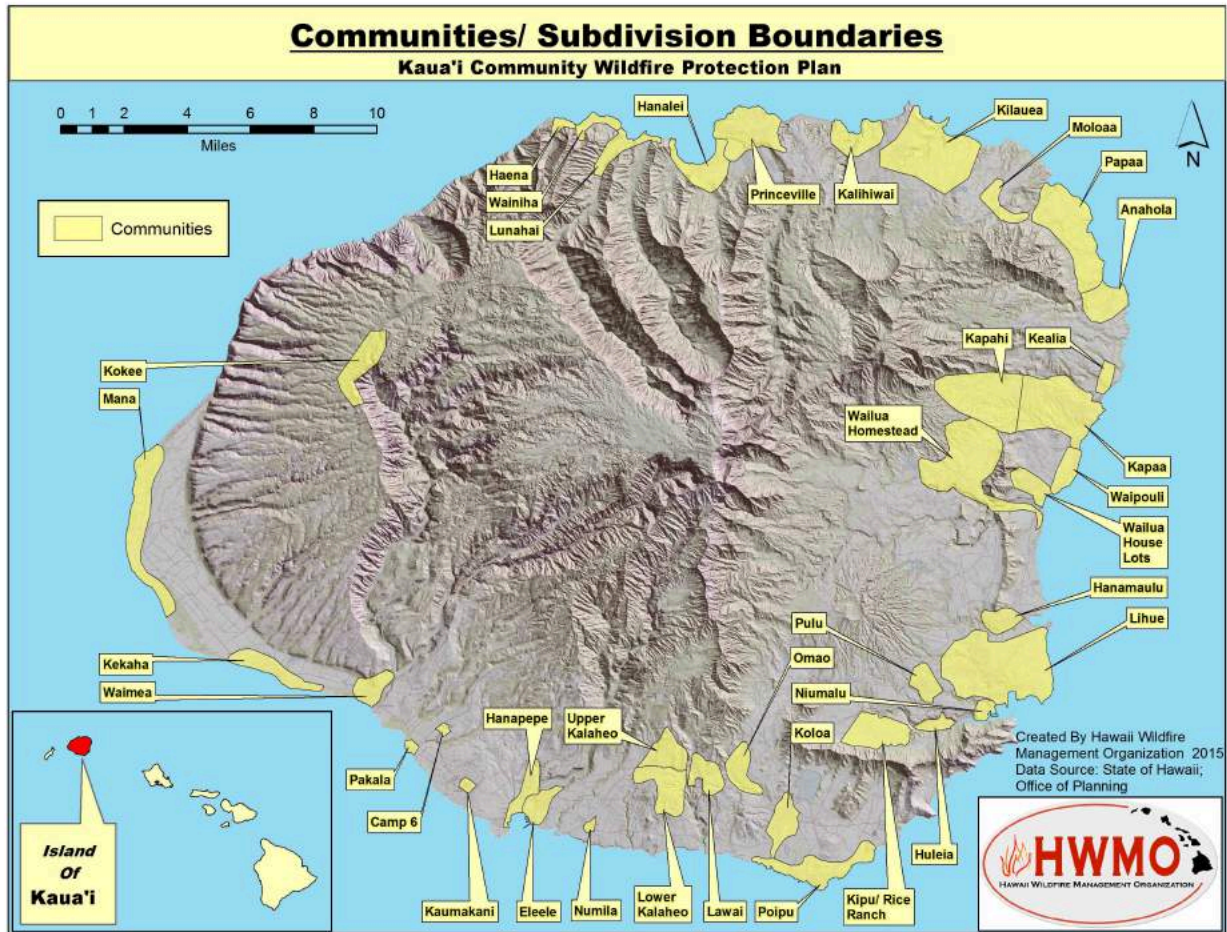 Communities/ Subdivision Boundaries
Kaua'i Community Wildfire Protection Plan
0 1 2 4 6 8 10
Miles
N
Communities
Hanalei
Kilauea
Moloaa
Papaa
Anahola
Haena
Wainiha
Lunahai
Princeville
Kalihiwai
Kokee
Mana
Kapahi
Kealia
Wailua
Homestead
Kapaa
Waipouli
Wailua
House
Lots
Hanamaulu
Lihue
Pulu
Omao
Niumalu
Koloa
Kekaha
Waimea
Hanapepe
Upper
Kalaheo
Pakala
Camp 6
Kaumakani
Eleele
Numila
Lower
Kalaheo
Lawai
Poipu
Kipu/ Rice
Ranch
Huleia
Island
Of
Kaua'i
Created By Hawaii Wildfire
Management Organization 2015
Data Source: State of Hawaii;
Office of Planning
HWMO
HAWAII WILDFIRE MANAGEMENT ORGANIZATION